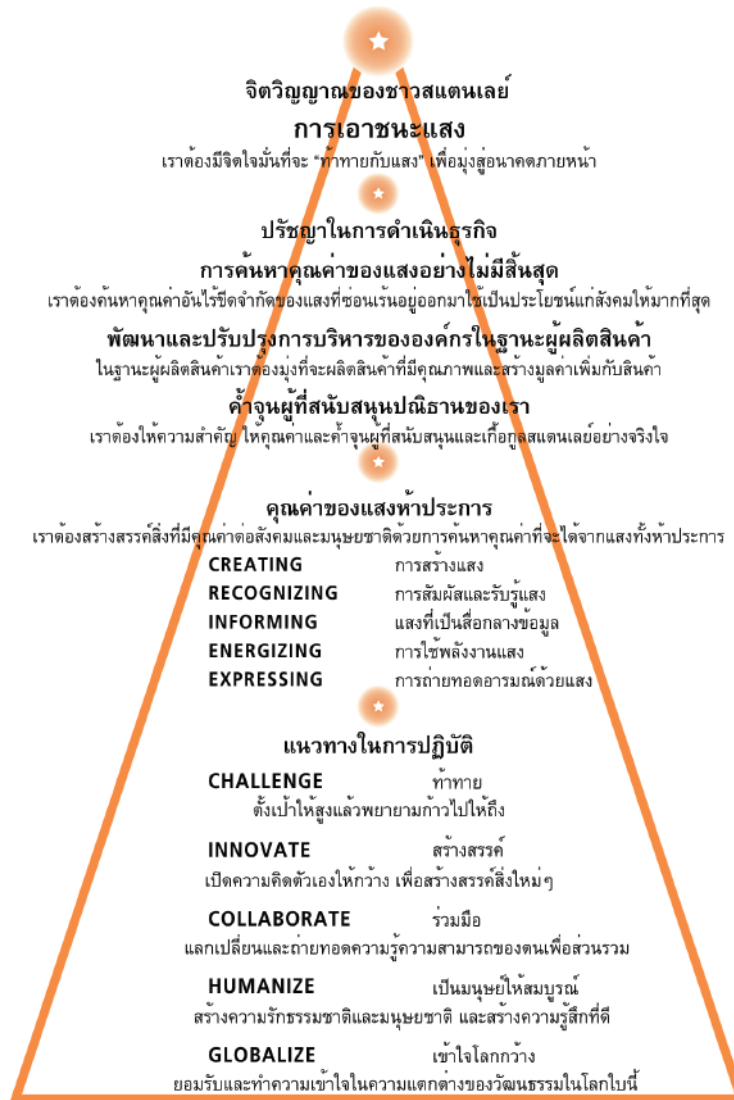 จิตวิญญาณของชาวสแตนเลย์
การเอาชนะแสง
เราต้องมีจิตใจมั่นที่จะ “ท้าทายกับแสง” เพื่อมุ่งสู่อนาคตภายหน้า
ปรัชญาในการดำเนินธุรกิจ
การค้นหาคุณค่าของแสงอย่างไม่มีสิ้นสุด
เราต้องค้นหาคุณค่าอันไร้ขีดจำกัดของแสงที่ซ่อนเร้นอยู่ออกมาใช้เป็นประโยชน์แก่สังคมให้มากที่สุด
พัฒนาและปรับปรุงการบริหารขององค์กรในฐานะผู้ผลิตสินค้า
ในฐานะผู้ผลิตสินค้าเราต้องมุ่งที่จะผลิตสินค้าที่มีคุณภาพและสร้างมูลค่าเพิ่มกับสินค้า
ค้ำจุนผู้ที่สนับสนุนปณิธานของเรา
เราต้องให้ความสำคัญ ให้คุณค่าและค้ำจุนผู้ที่สนับสนุนและเกื้อกูลสแตนเลย์อย่างจริงใจ
คุณค่าของแสงห้าประการ
เราต้องสร้างสรรค์สิ่งที่มีคุณค่าต่อสังคมและมนุษยชาติด้วยการค้นหาคุณค่าที่จะได้จากแสงทั้งห้าประการ
CREATING การสร้างแสง
RECOGNIZING การสัมผัสและรับรู้แสง
INFORMING แสงที่เป็นสื่อกลางข้อมูล
ENERGIZING การใช้พลังงานแสง
EXPRESSING การถ่ายทอดอารมณ์ด้วยแสง
แนวทางในการปฏิบัติ
CHALLENGE ท้าทาย
ตั้งเป้าให้สูงแล้วพยายามก้าวไปให้ถึง
INNOVATE สร้างสรรค์
เปิดความคิดตัวเองให้กว้าง เพื่อสร้างสรรค์สิ่งใหม่ๆ
COLLABORATE ร่วมมือ
แลกเปลี่ยนและถ่ายทอดความรู้ความสามารถของตนเพื่อส่วนรวม
HUMANIZE เป็นมนุษย์ให้สมบูรณ์
สร้างความรักธรรมชาติและมนุษยชาติ และสร้างความรู้สึกที่ดี
GLOBALIZE เข้าใจโลกกว้าง
ยอมรับและทำความเข้าใจในความแตกต่างของวัฒนธรรมในโลกใบนี้